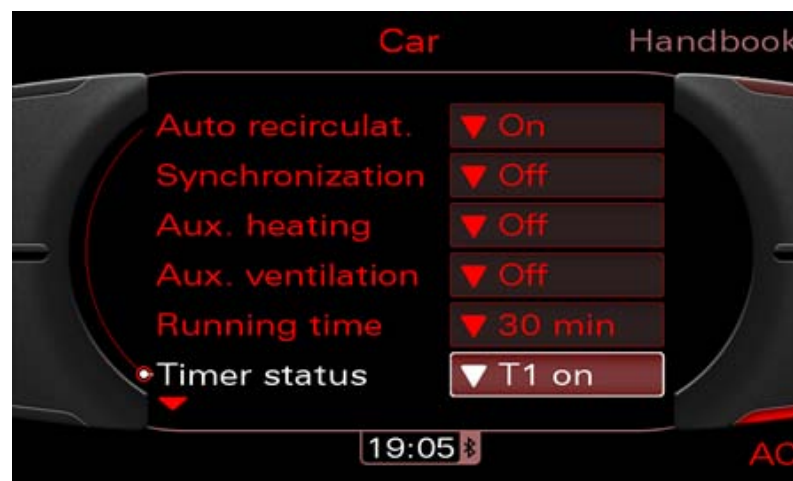 Car Handbook
Auto recirculat. ▼ On
Synchronization ▼ Off
Aux. heating ▼ Off
Aux. ventilation ▼ Off
Running time ▼ 30 min
Timer status ▼ T1 on
19:05
AC